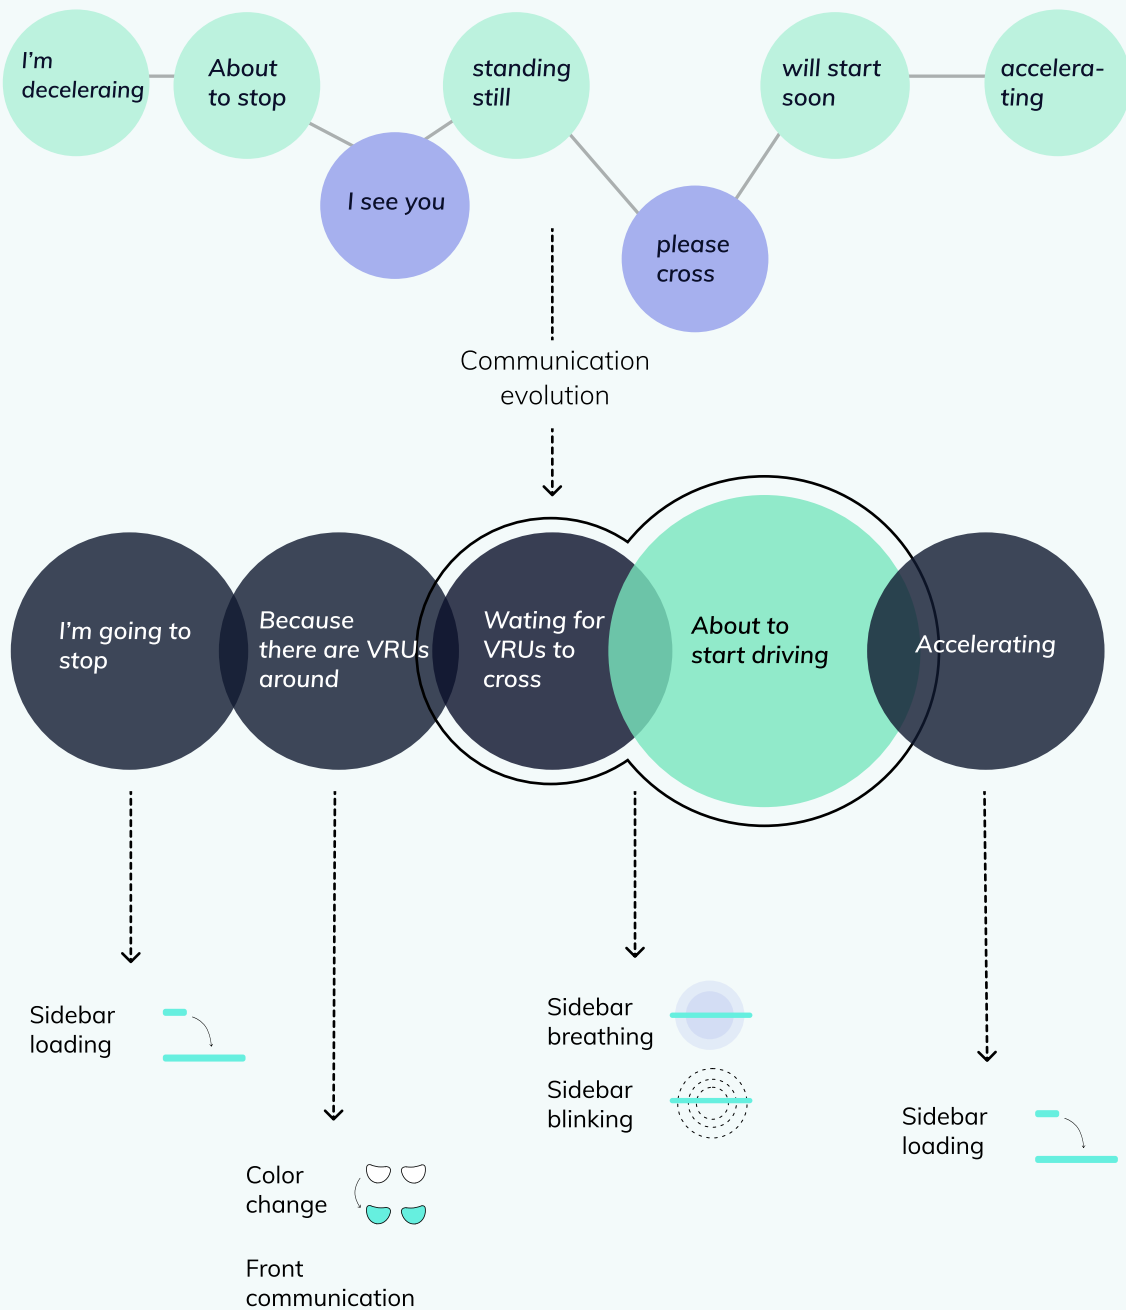 I'm
deceleraing
About
to stop
I see you
standing
still
please
cross
will start
soon
accelera-
ting
Communication
evolution
I'm going to
stop
Because
there are VRUs
around
Wating for
VRUs to
cross
About to
start driving
Accelerating
Sidebar
loading
Color
change
Front
communication
Sidebar
breathing
Sidebar
blinking
Sidebar
loading